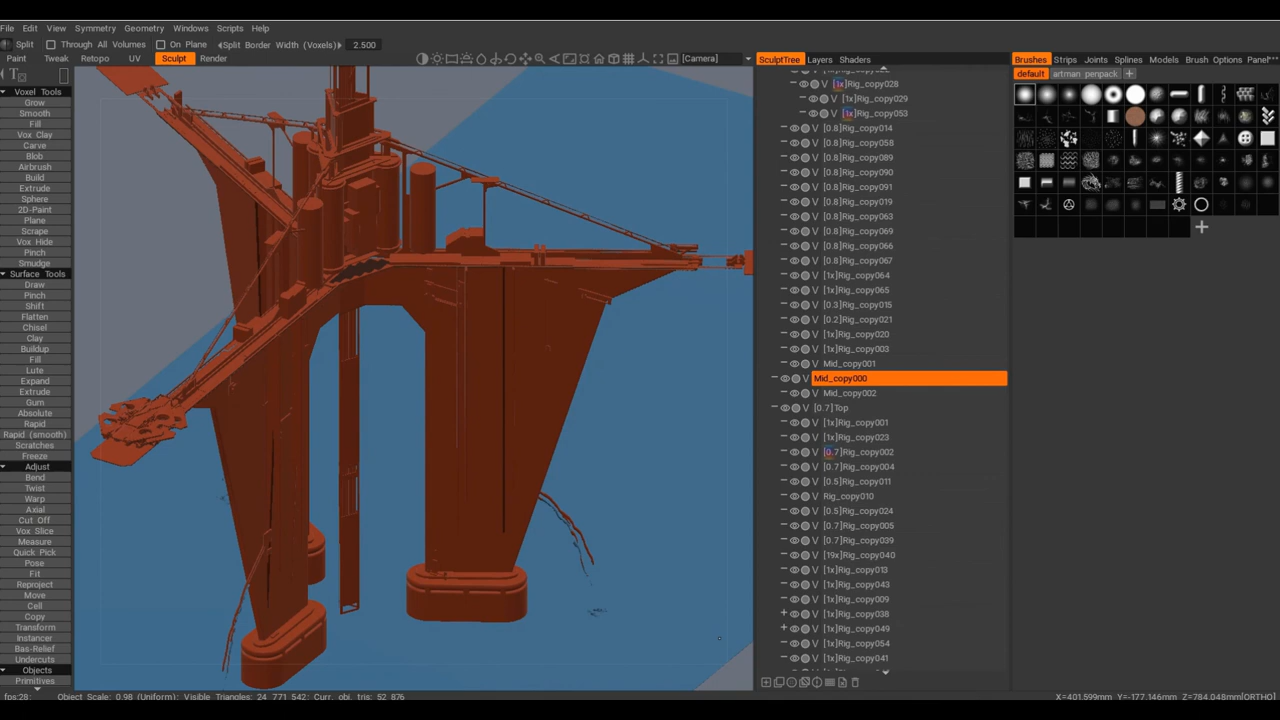 File Edit View Symmetry Geometry Windows Scripts Help
Split Through All Volumes On Plane Split Border Width (Voxels) 2.500
Paint Tweak Retopo UV Sculpt Render [Camera]
SculptTree Layers Shaders
Brushes Strips Joints Splines Models Brush Options Panel
default artman penpack
Voxel Tools
Grow
Smooth
Fill
Vox Clay
Carve
Blob
Airbrush
Build
Extrude
Sphere
2D-Paint
Plane
Scrape
Vox Hide
Pinch
Smudge
Surface Tools
Draw
Pinch
Shift
Flatten
Chisel
Clay
Buildup
Fill
Lute
Expand
Extrude
Gum
Absolute
Rapid
Rapid (smooth)
Scratches
Freeze
Adjust
Bend
Twist
Warp
Axial
Cut Off
Vox Slice
Measure
Quick Pick
Pose
Fit
Reproject
Move
Cell
Copy
Transform
Instancer
Bas-Relief
Undercuts
Objects
Primitives
V [1x]Rig_copy028
V [1x]Rig_copy029
V [1x]Rig_copy053
V [0.8]Rig_copy014
V [0.8]Rig_copy058
V [0.8]Rig_copy089
V [0.8]Rig_copy090
V [0.8]Rig_copy091
V [0.8]Rig_copy019
V [0.8]Rig_copy063
V [0.8]Rig_copy069
V [0.8]Rig_copy066
V [0.8]Rig_copy067
V [1x]Rig_copy064
V [1x]Rig_copy065
V [0.3]Rig_copy015
V [0.2]Rig_copy021
V [1x]Rig_copy020
V [1x]Rig_copy003
V Mid_copy001
V Mid_copy000
V Mid_copy002
V [0.7]Top
V [1x]Rig_copy001
V [1x]Rig_copy023
V [0.7]Rig_copy002
V [0.7]Rig_copy004
V [0.5]Rig_copy011
V Rig_copy010
V [0.5]Rig_copy024
V [0.7]Rig_copy005
V [0.7]Rig_copy039
V [19x]Rig_copy040
V [1x]Rig_copy013
V [1x]Rig_copy043
V [1x]Rig_copy009
V [1x]Rig_copy038
V [1x]Rig_copy049
V [1x]Rig_copy054
V [1x]Rig_copy041
fps:28; Object Scale: 0.98 (Uniform); Visible Triangles: 24 771 542; Curr. obj. tris: 52 876
X=401.599mm Y=-177.146mm Z=784.048mm[ORTHO]